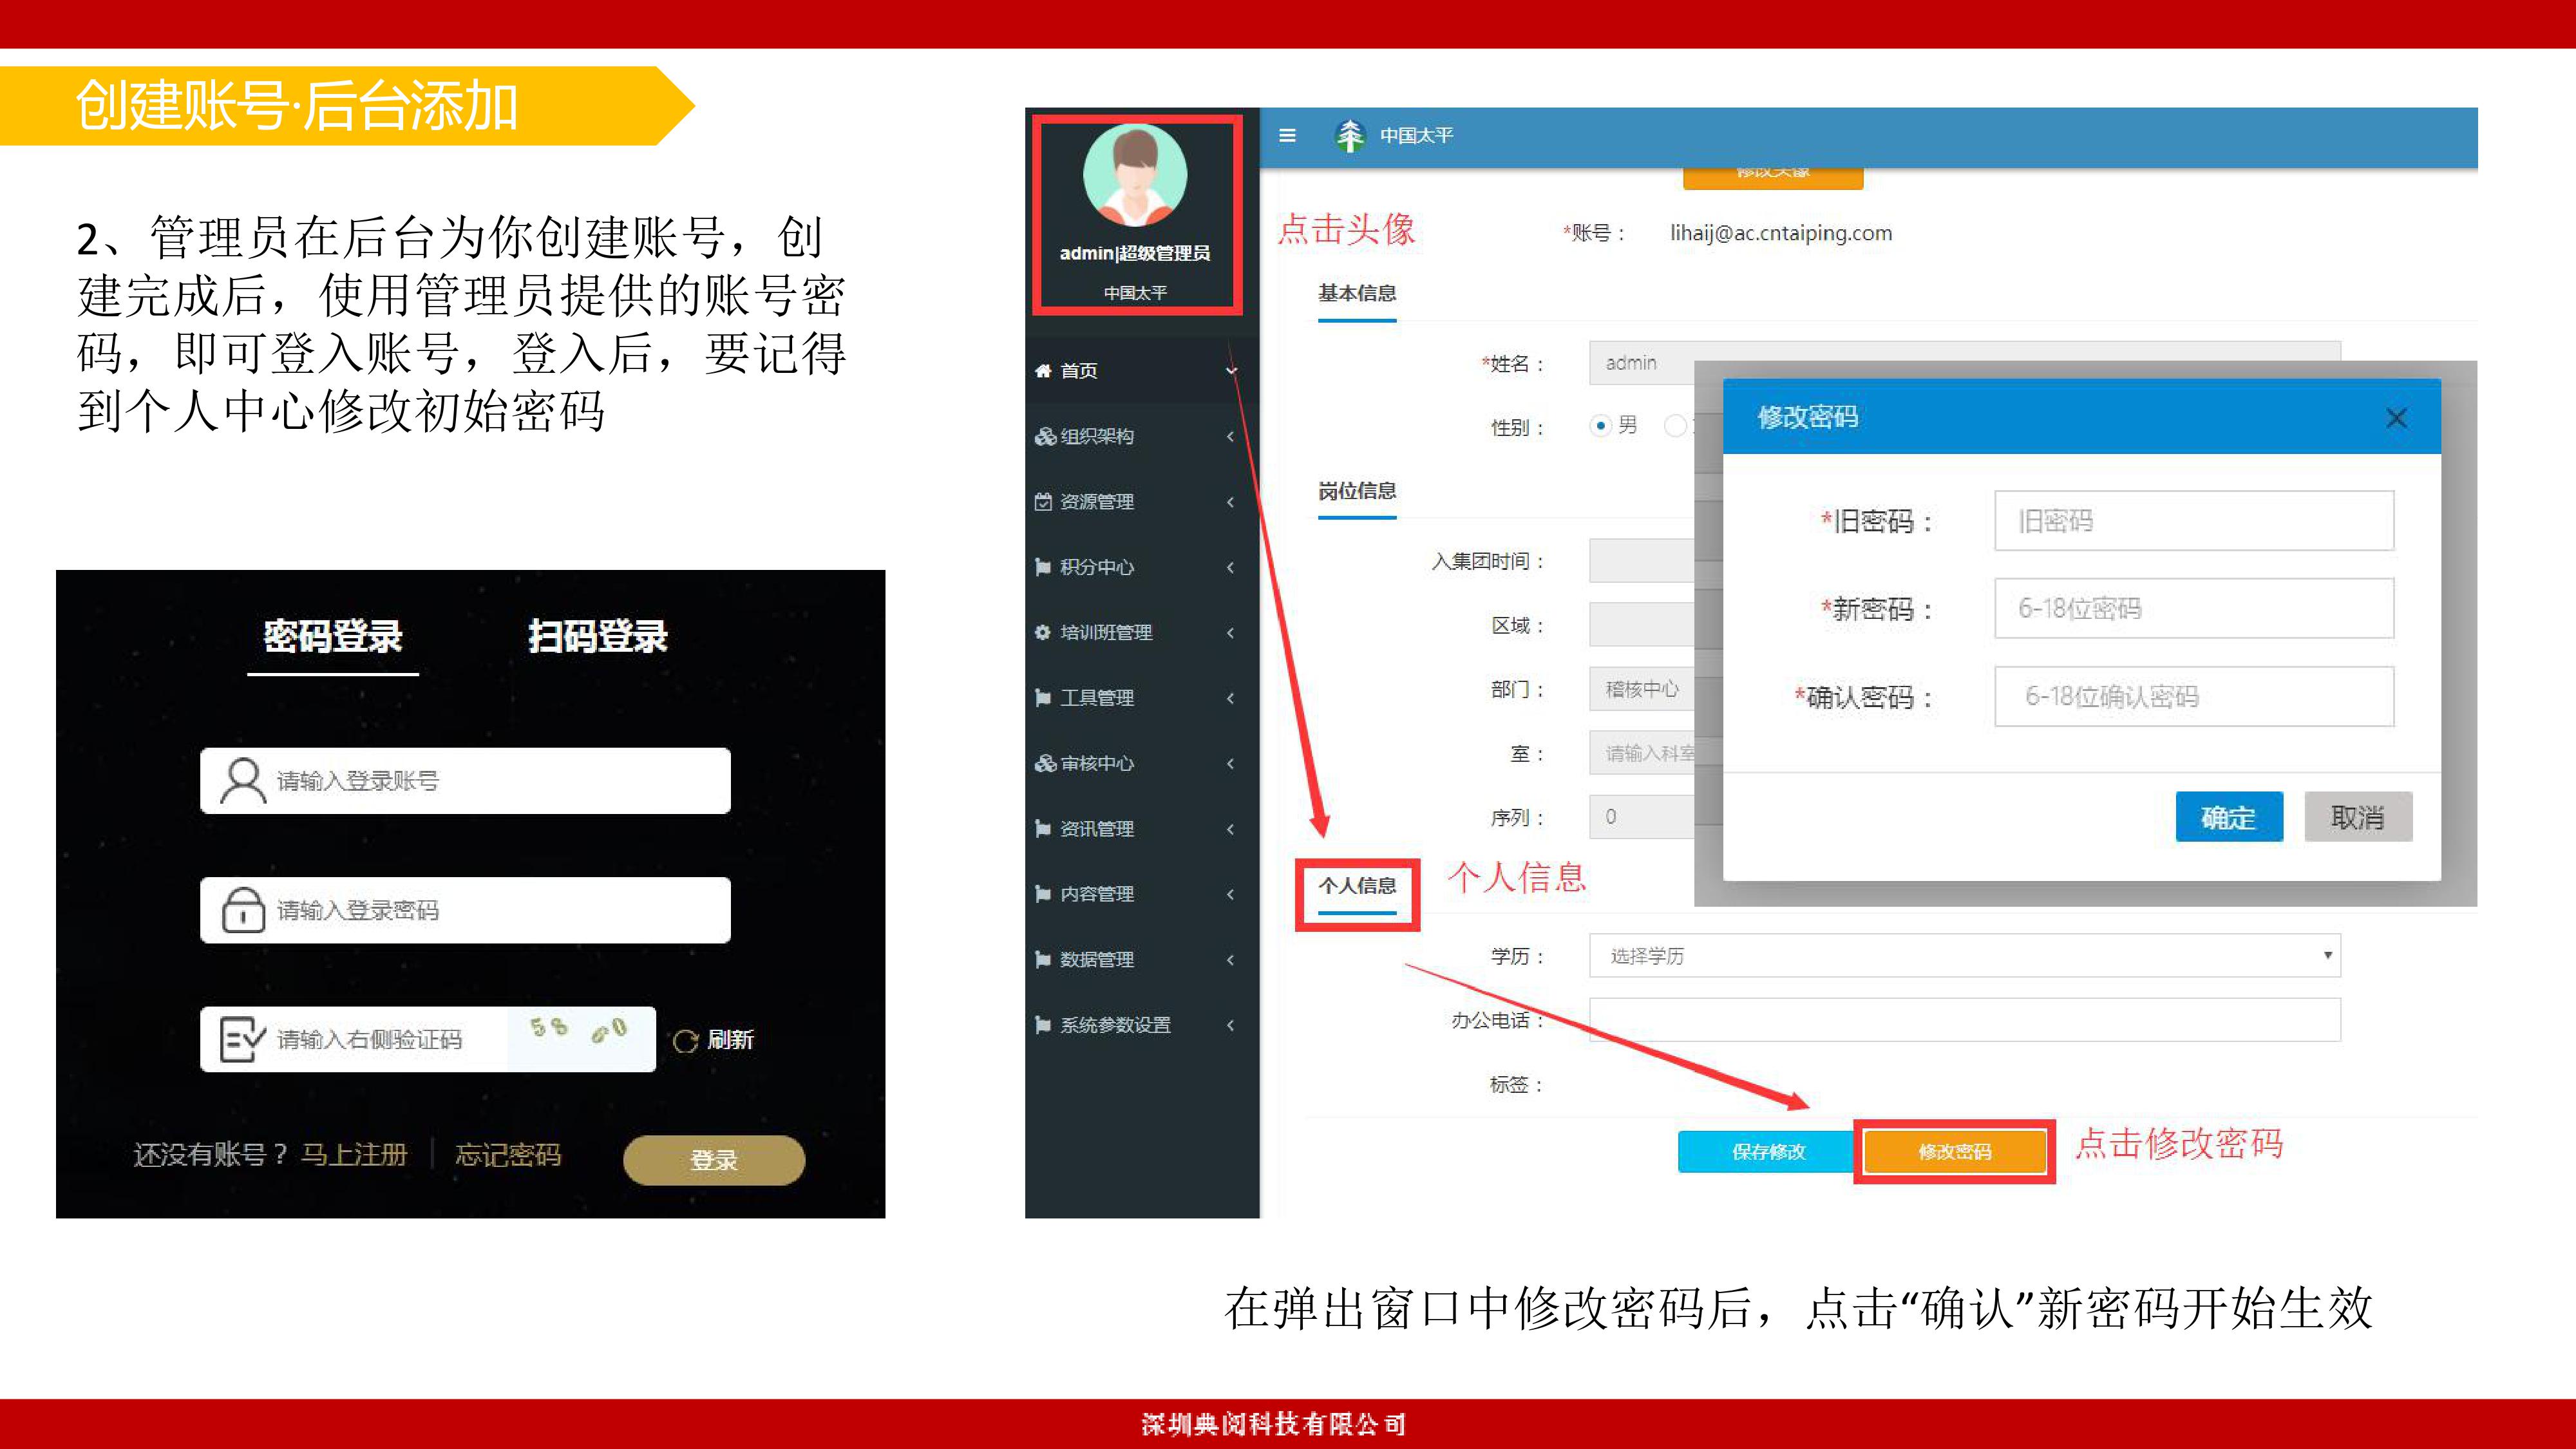 创建账号·后台添加
2、管理员在后台为你创建账号，创
建完成后，使用管理员提供的账号密
码，即可登入账号，登入后，要记得
到个人中心修改初始密码
密码登录 扫码登录
请输入登录账号
请输入登录密码
请输入右侧验证码 58 60 刷新
还没有账号？马上注册 忘记密码 登录
中国太平
admin|超级管理员
中国太平
首页
组织架构
资源管理
积分中心
培训班管理
工具管理
审核中心
资讯管理
内容管理
数据管理
系统参数设置
修改头像
点击头像
*账号： lihaij@ac.cntaiping.com
基本信息
*姓名： admin
性别： 男
岗位信息
入集团时间：
区域：
部门： 稽核中心
室： 请输入科室
序列： 0
修改密码
*旧密码： 旧密码
*新密码： 6-18位密码
*确认密码： 6-18位确认密码
确定 取消
个人信息 个人信息
学历： 选择学历
办公电话：
标签：
保存修改 修改密码 点击修改密码
在弹出窗口中修改密码后，点击“确认”新密码开始生效
深圳典阅科技有限公司